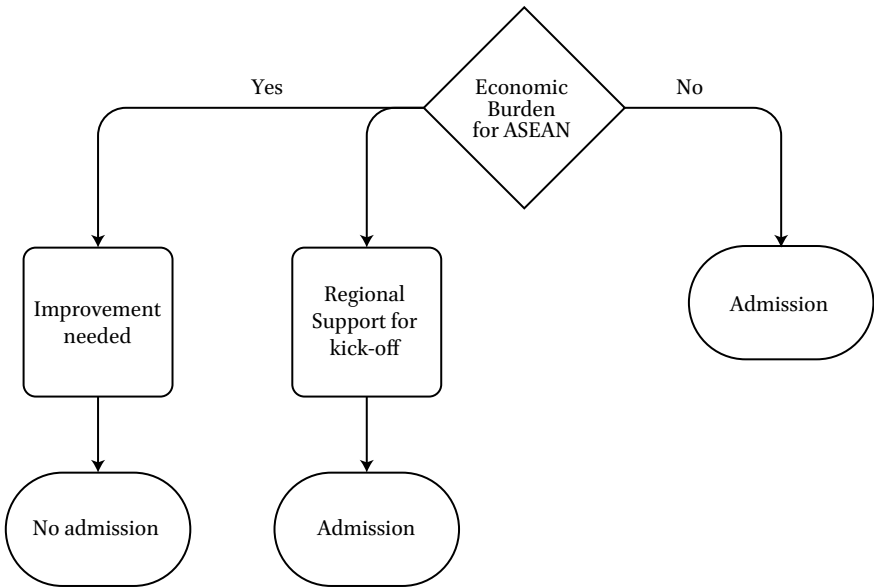 Yes
Economic
Burden
for ASEAN
No
Improvement
needed
Regional
Support for
kick-off
Admission
No admission
Admission